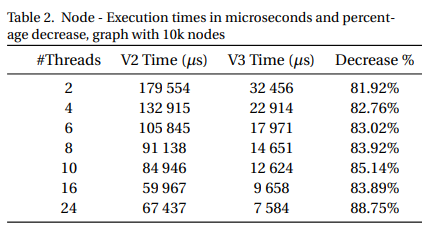 Table 2. Node - Execution times in microseconds and percent-
age decrease, graph with 10k nodes
#Threads V2 Time (μs) V3 Time (μs) Decrease %
2 179 554 32 456 81.92%
4 132 915 22 914 82.76%
6 105 845 17 971 83.02%
8 91 138 14 651 83.92%
10 84 946 12 624 85.14%
16 59 967 9 658 83.89%
24 67 437 7 584 88.75%